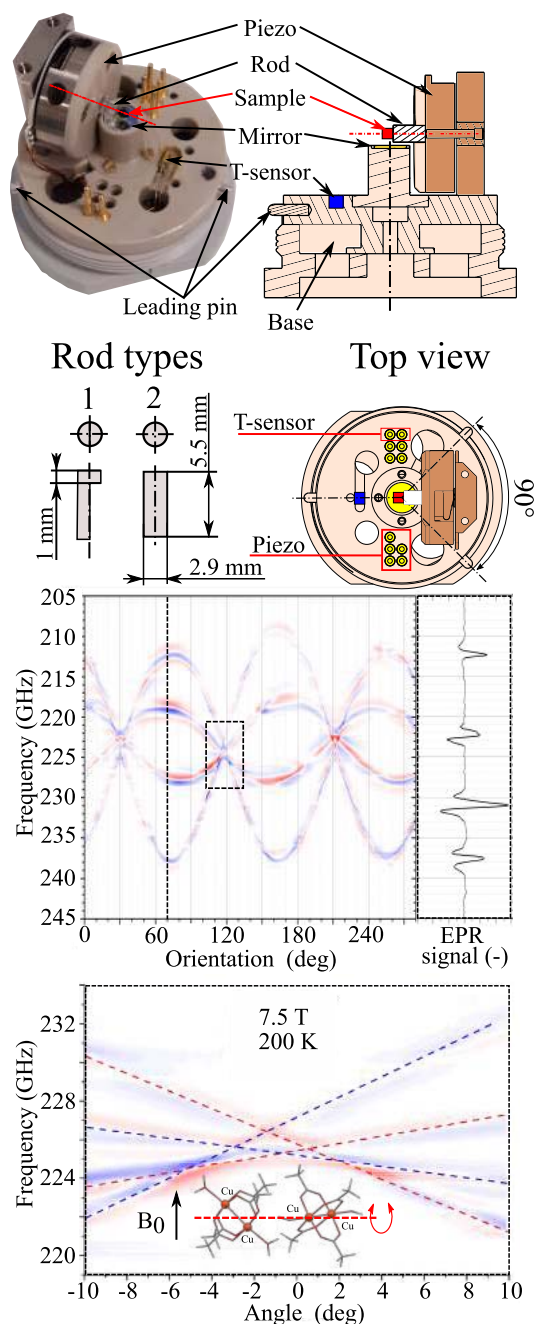 Piezo
Rod
Sample
Mirror
T-sensor
Leading pin
Base
Rod types
Top view
1
2
5.5 mm
1 mm
2.9 mm
T-sensor
Piezo
90°
205
210
215
220
225
230
235
240
245
Frequency (GHz)
0
60
120
180
240
Orientation (deg)
EPR
signal (-)
7.5 T
200 K
232
228
226
224
220
Frequency (GHz)
B0
Cu
Cu
Cu
Cu
-10
-8
-6
-4
-2
0
2
4
6
8
10
Angle (deg)